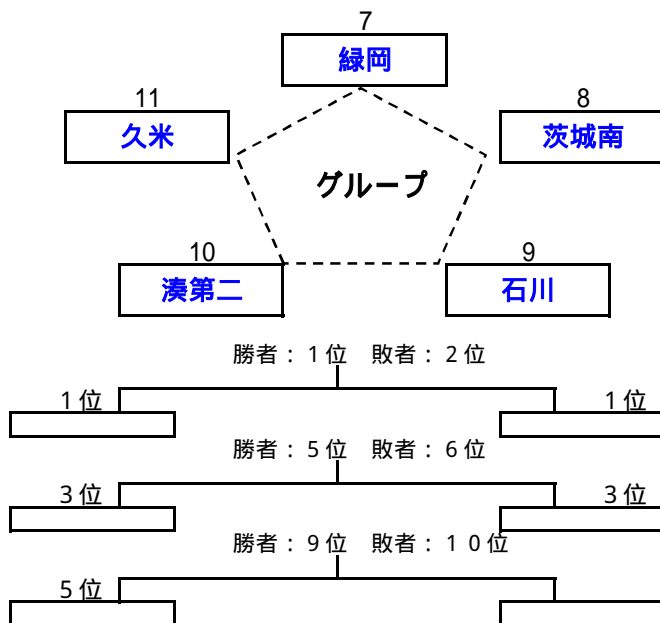 7
緑岡
11
久米
8
茨城南
グループ
10
湊第二
9
石川
勝者：1位 敗者：2位
1位
1位
勝者：5位 敗者：6位
3位
3位
勝者：9位 敗者：10位
5位